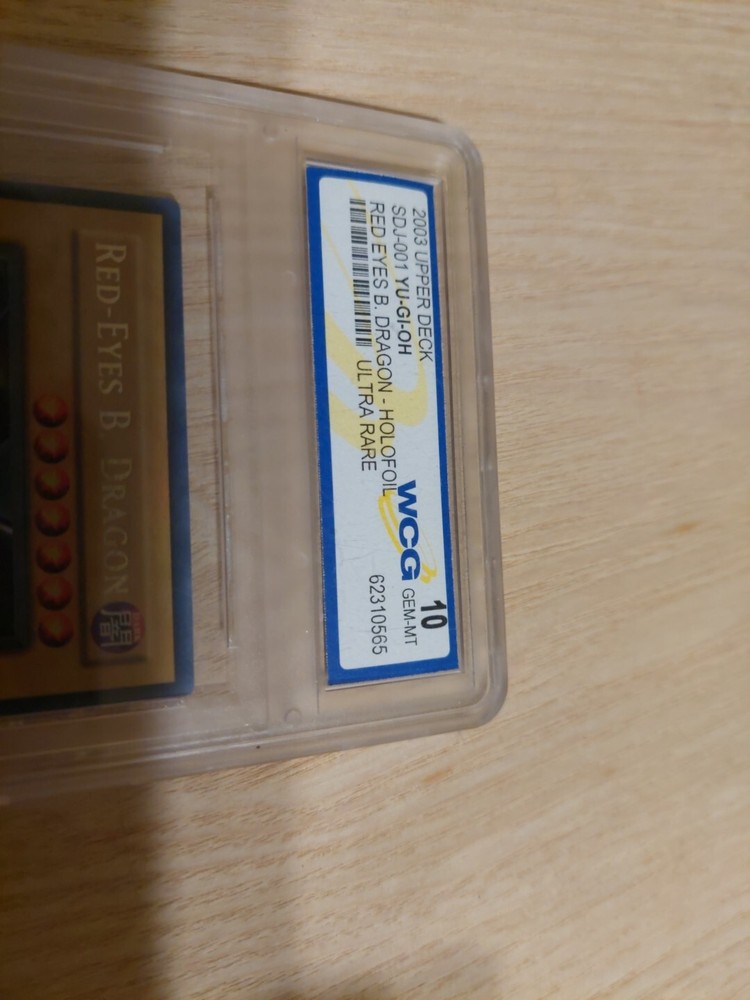 2003 UPPER DECK
SDJ-001 YU-GI-OH
RED EYES B. DRAGON - HOLOFOIL
ULTRA RARE
WCG
10
GEM-MT
62310565
RED-EYES B. DRAGON
闇